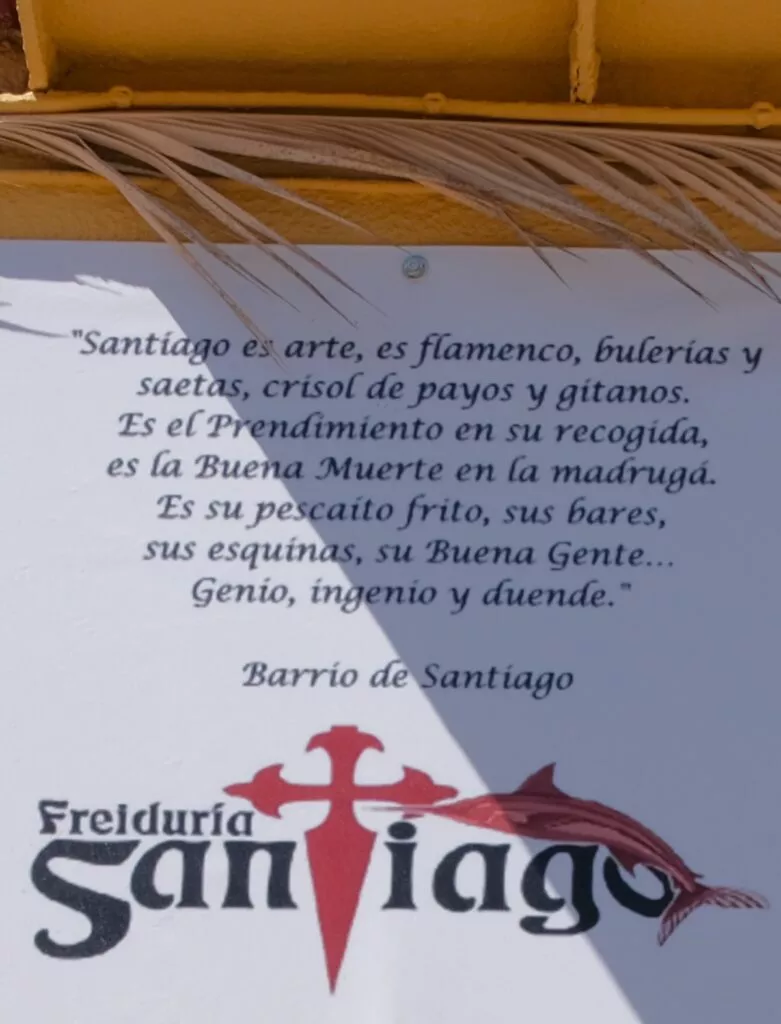 "Santiago es arte, es flamenco, bulerías y
saetas, crisol de payos y gitanos.
Es el Prendimiento en su recogida,
es la Buena Muerte en la madrugá.
Es su pescaito frito, sus bares,
sus esquinas, su Buena Gente...
Genio, ingenio y duende."
Barrio de Santiago
Freiduría
Santiago